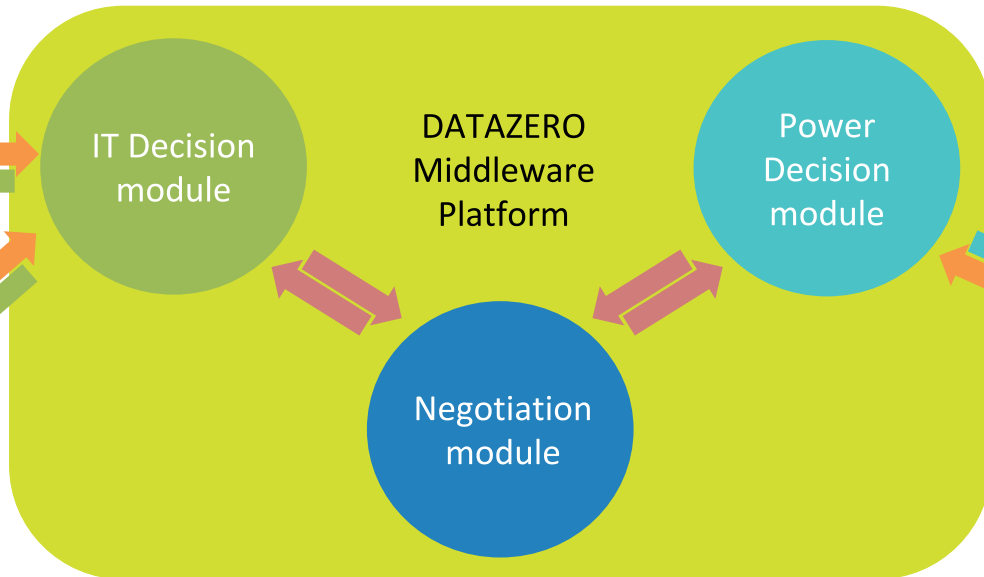 IT Decision
module
DATAZERO
Middleware
Platform
Power
Decision
module
Negotiation
module